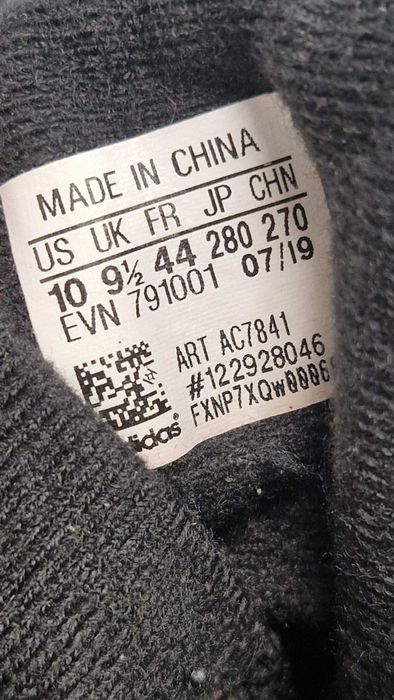 MADE IN CHINA
US UK FR JP CHN
10 9½ 44 280 270
EVN 791001 07/19
ART AC7841
#122928046
FXNP7XQw0006
adidas®